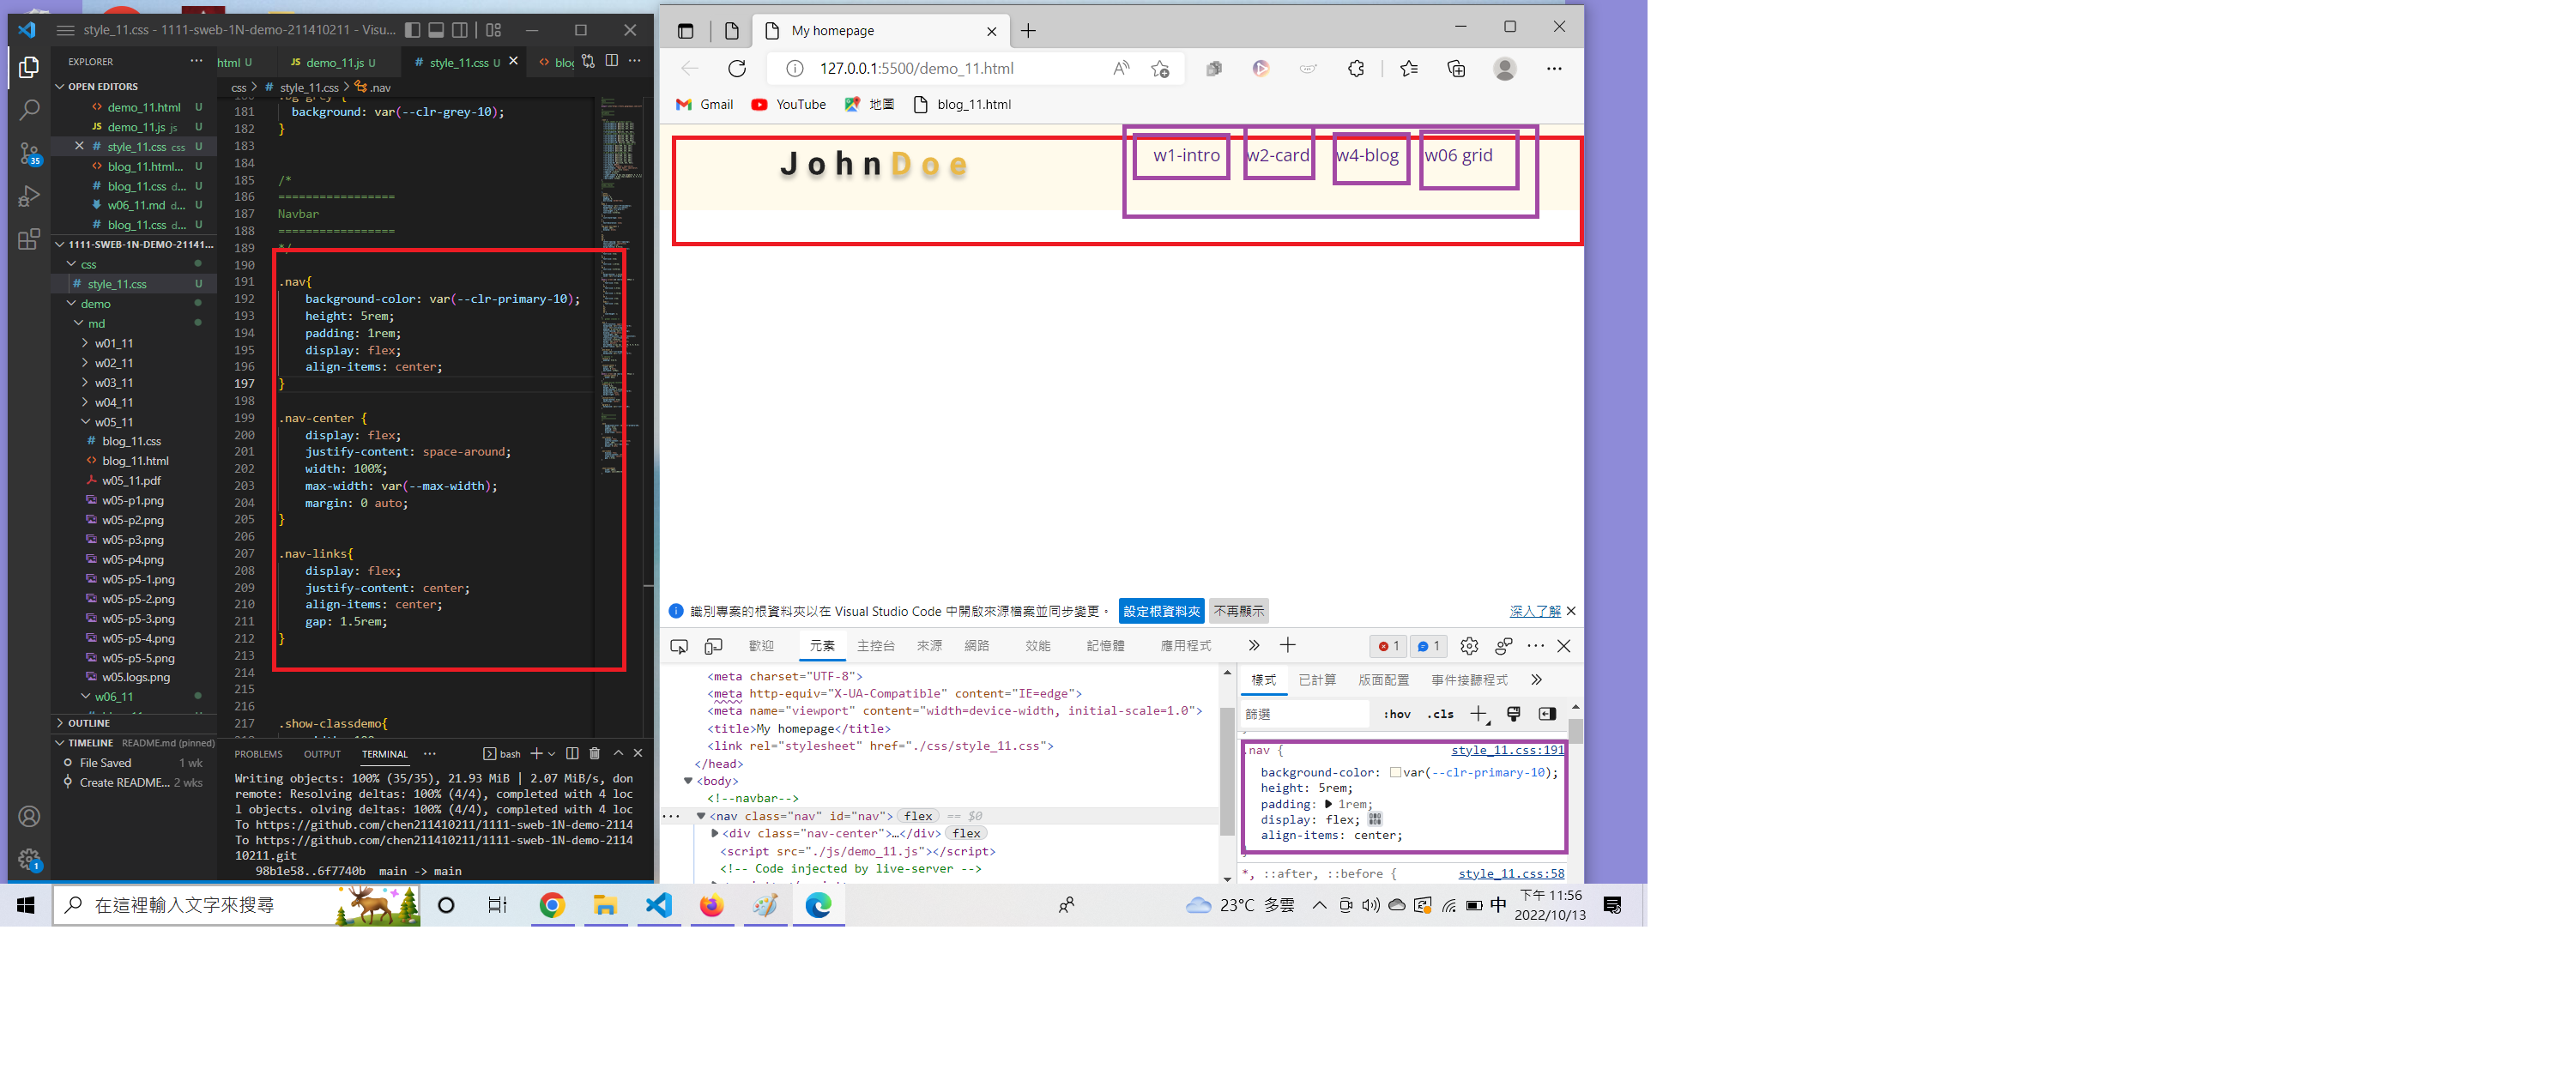 style_11.css - 1111-sweb-1N-demo-211410211 - Visu...
EXPLORER
html U
JS demo_11.js U
# style_11.css U
<> blog
OPEN EDITORS
<> demo_11.html U
JS demo_11.js js U
# style_11.css css U
<> blog_11.html... U
# blog_11.css d... U
w06_11.md d... U
# blog_11.css d... U
1111-SWEB-1N-DEMO-21141...
css
# style_11.css U
demo
md
w01_11
w02_11
w03_11
w04_11
w05_11
# blog_11.css
<> blog_11.html
w05_11.pdf
w05-p1.png
w05-p2.png
w05-p3.png
w05-p4.png
w05-p5-1.png
w05-p5-2.png
w05-p5-3.png
w05-p5-4.png
w05-p5-5.png
w05.logs.png
w06_11
OUTLINE
TIMELINE README.md (pinned)
File Saved 1 wk
Create README... 2 wks
35
1
css > # style_11.css > .nav
181 background: var(--clr-grey-10);
182 }
183
184
185 /*
186 =================
187 Navbar
188 =================
189 */
190
191 .nav{
192 background-color: var(--clr-primary-10);
193 height: 5rem;
194 padding: 1rem;
195 display: flex;
196 align-items: center;
197 }
198
199 .nav-center {
200 display: flex;
201 justify-content: space-around;
202 width: 100%;
203 max-width: var(--max-width);
204 margin: 0 auto;
205 }
206
207 .nav-links{
208 display: flex;
209 justify-content: center;
210 align-items: center;
211 gap: 1.5rem;
212 }
213
214
215
216
217 .show-classdemo{
PROBLEMS OUTPUT TERMINAL ... bash
Writing objects: 100% (35/35), 21.93 MiB | 2.07 MiB/s, don
remote: Resolving deltas: 100% (4/4), completed with 4 loc
l objects. olving deltas: 100% (4/4), completed with 4 loc
To https://github.com/chen211410211/1111-sweb-1N-demo-2114
To https://github.com/chen211410211/1111-sweb-1N-demo-2114
10211.git
98b1e58..6f7740b main -> main
My homepage
127.0.0.1:5500/demo_11.html
Gmail YouTube 地圖 blog_11.html
JohnDoe
w1-intro w2-card w4-blog w06 grid
識別專案的根資料夾以在 Visual Studio Code 中開啟來源檔案並同步變更。 設定根資料夾 不再顯示 深入了解
歡迎 元素 主控台 來源 網路 效能 記憶體 應用程式 1 1
<meta charset="UTF-8">
<meta http-equiv="X-UA-Compatible" content="IE=edge">
<meta name="viewport" content="width=device-width, initial-scale=1.0">
<title>My homepage</title>
<link rel="stylesheet" href="./css/style_11.css">
</head>
<body>
<!--navbar-->
<nav class="nav" id="nav"> flex == $0
<div class="nav-center">…</div> flex
<script src="./js/demo_11.js"></script>
<!-- Code injected by live-server -->
樣式 已計算 版面配置 事件接聽程式
篩選 :hov .cls
.nav { style_11.css:191
background-color: var(--clr-primary-10);
height: 5rem;
padding: 1rem;
display: flex;
align-items: center;
}
*, ::after, ::before { style_11.css:58
在這裡輸入文字來搜尋
23°C 多雲
中
下午 11:56
2022/10/13